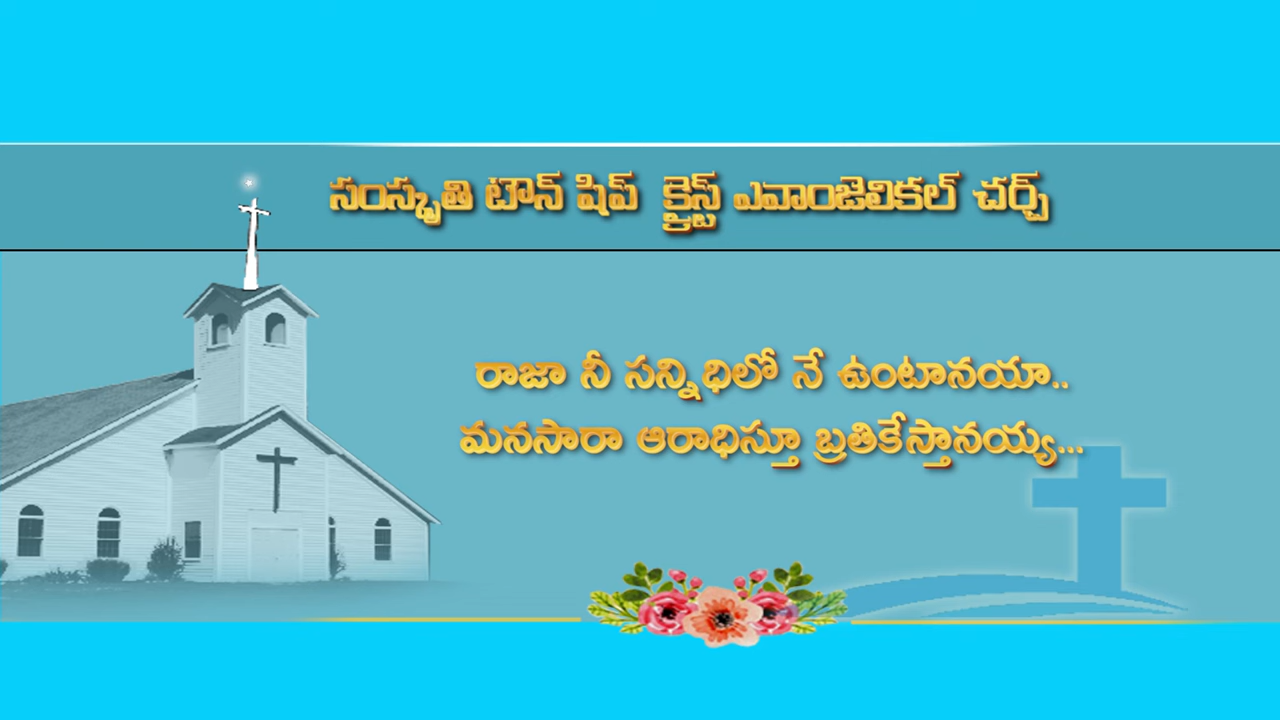 సంస్కృతి టౌన్ షిప్ క్రైస్ట్ ఎవాంజెలికల్ చర్చ్
రాజా నీ సన్నిధిలో నే ఉంటానయా..
మనసారా ఆరాధిస్తూ బ్రతికేస్తానయ్య...